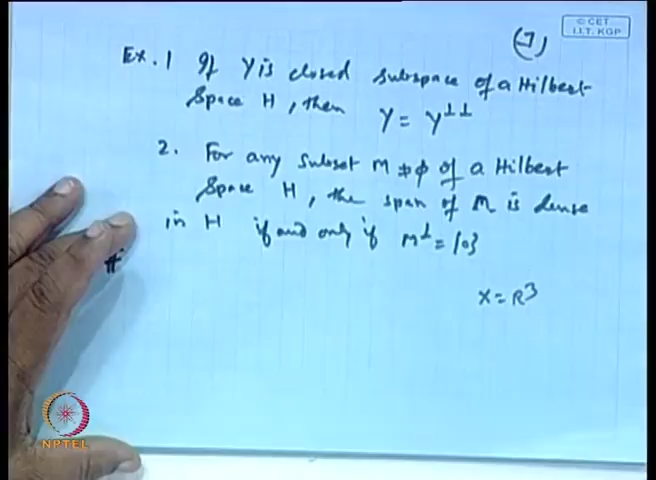 (7)
© CET
I.I.T. KGP
Ex. 1 If Y is closed subspace of a Hilbert
Space H, then Y = Y⊥⊥
2. For any subset M ≠ φ of a Hilbert
Space H, the span of M is dense
in H if and only if M⊥ = {0}
X = R³
NPTEL